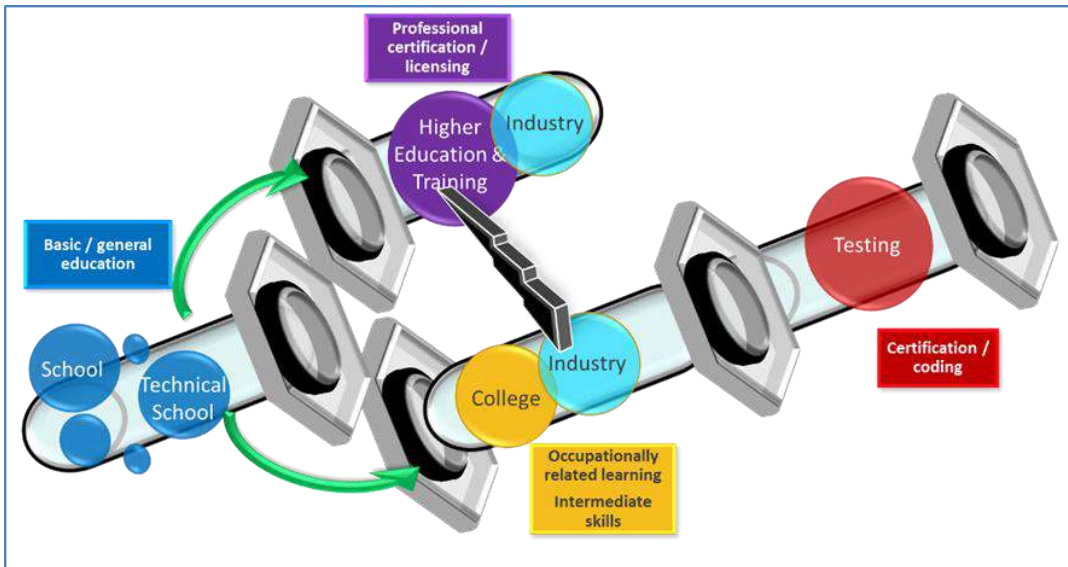 Professional
certification /
licensing
Higher
Education &
Training
Industry
Basic / general
education
School
Technical
School
College
Industry
Occupationally
related learning
Intermediate
skills
Testing
Certification /
coding